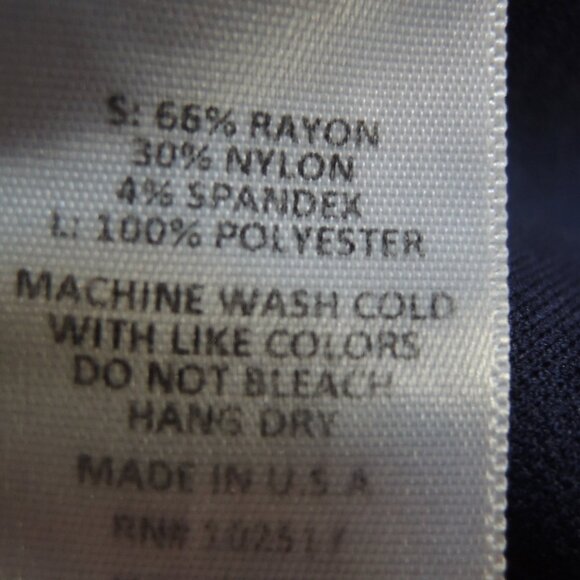 S: 66% RAYON
30% NYLON
4% SPANDEX
L: 100% POLYESTER
MACHINE WASH COLD
WITH LIKE COLORS
DO NOT BLEACH
HANG DRY
MADE IN U.S.A
RN# 102517